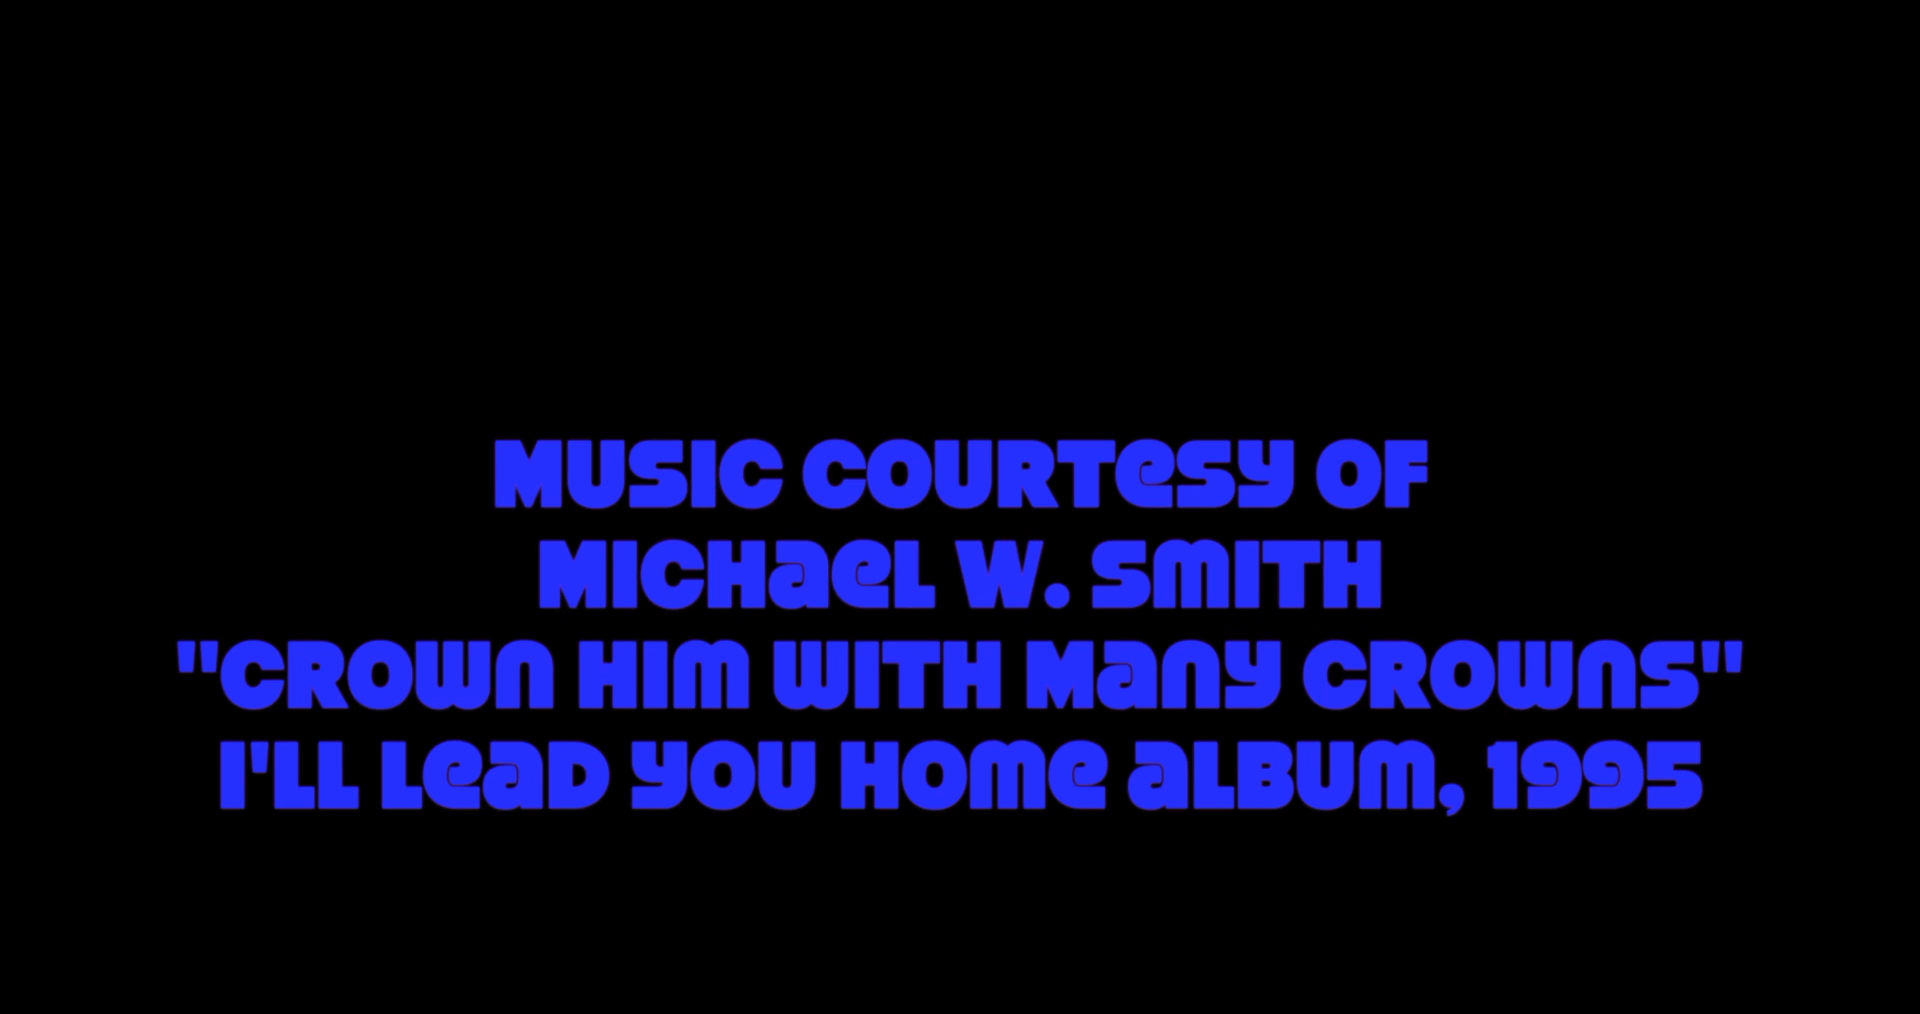 MUSIC COURTESY OF
MICHAEL W. SMITH
"CROWN HIM WITH MANY CROWNS"
I'LL LEAD YOU HOME ALBUM, 1995